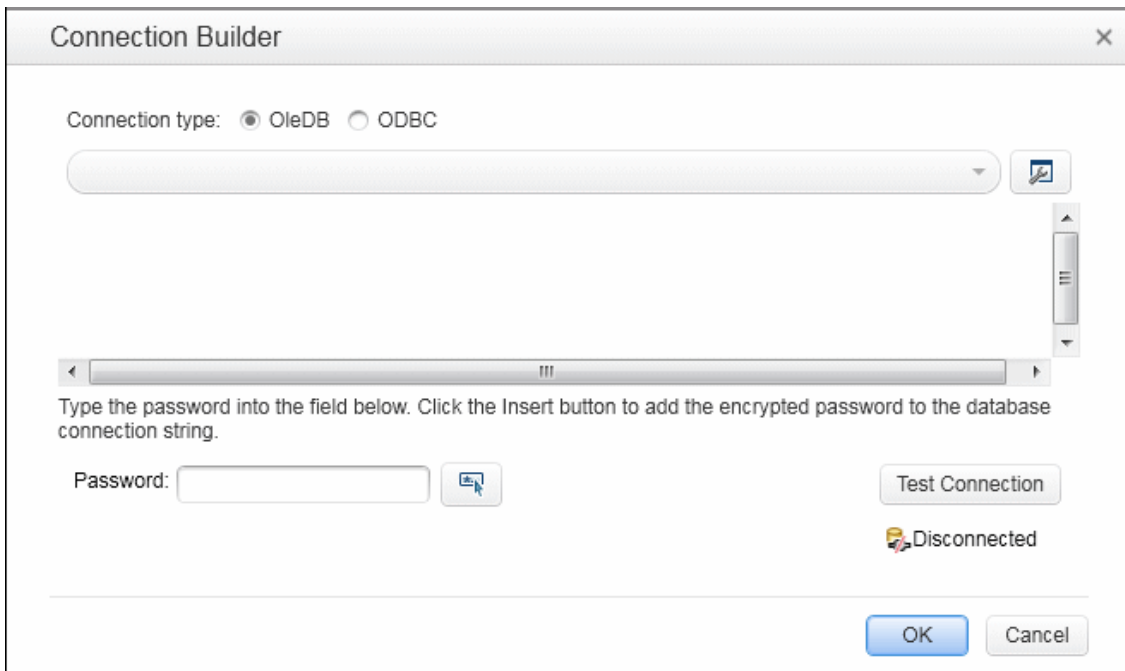 Connection Builder
Connection type: OleDB ODBC
Type the password into the field below. Click the Insert button to add the encrypted password to the database
connection string.
Password:
Test Connection
Disconnected
OK Cancel